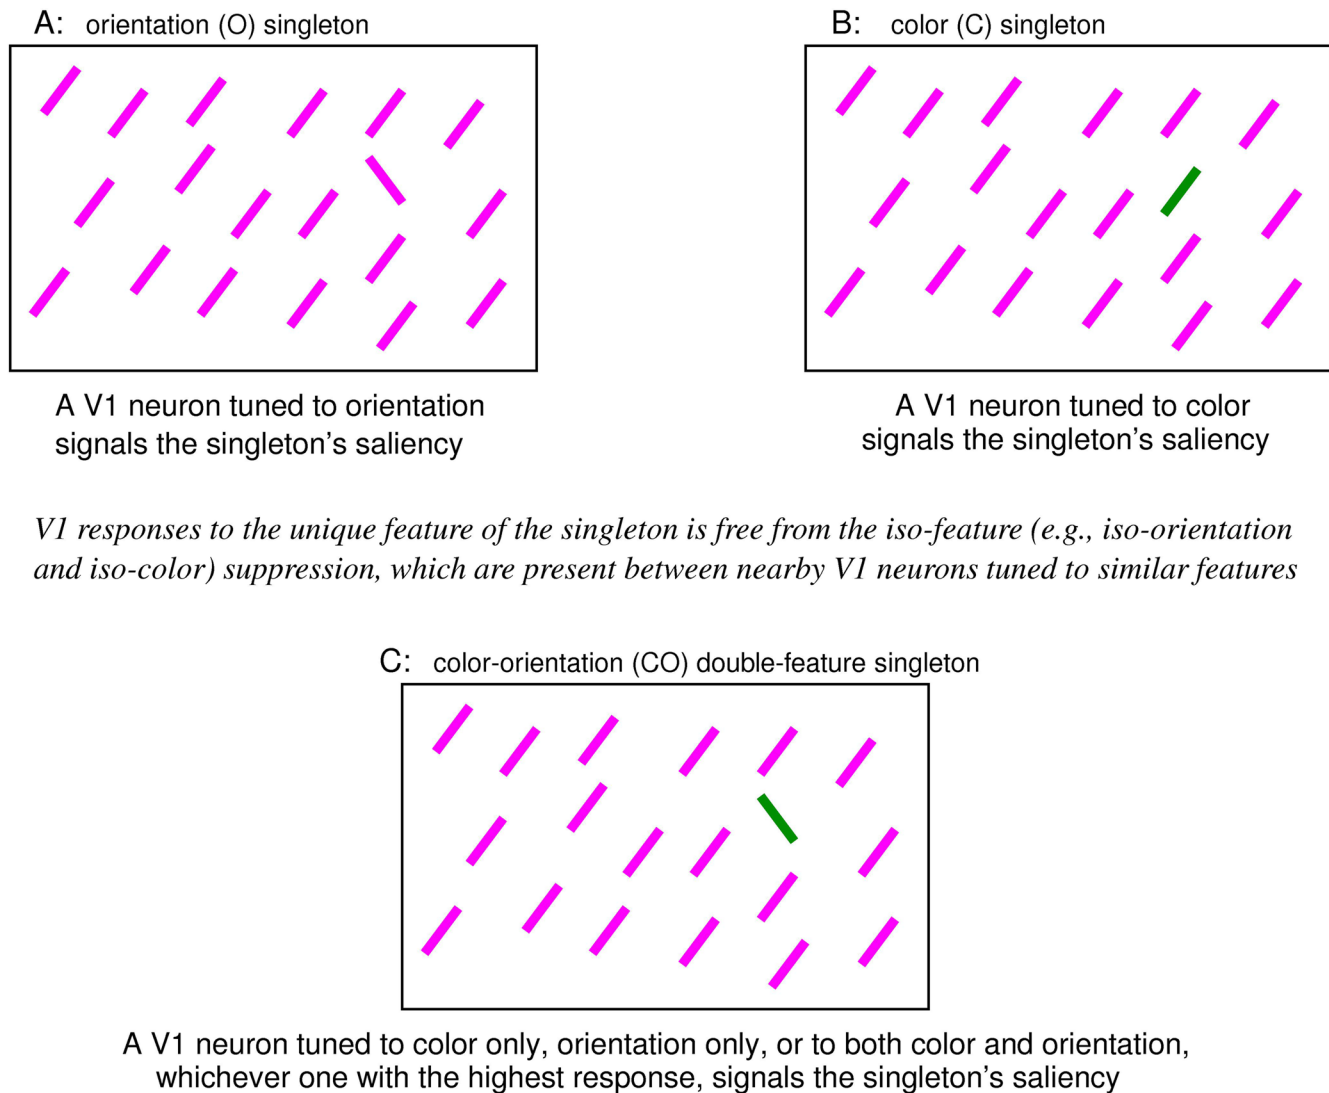 A: orientation (O) singleton
B: color (C) singleton
A V1 neuron tuned to orientation
signals the singleton’s saliency
A V1 neuron tuned to color
signals the singleton’s saliency
V1 responses to the unique feature of the singleton is free from the iso-feature (e.g., iso-orientation
and iso-color) suppression, which are present between nearby V1 neurons tuned to similar features
C: color-orientation (CO) double-feature singleton
A V1 neuron tuned to color only, orientation only, or to both color and orientation,
whichever one with the highest response, signals the singleton’s saliency